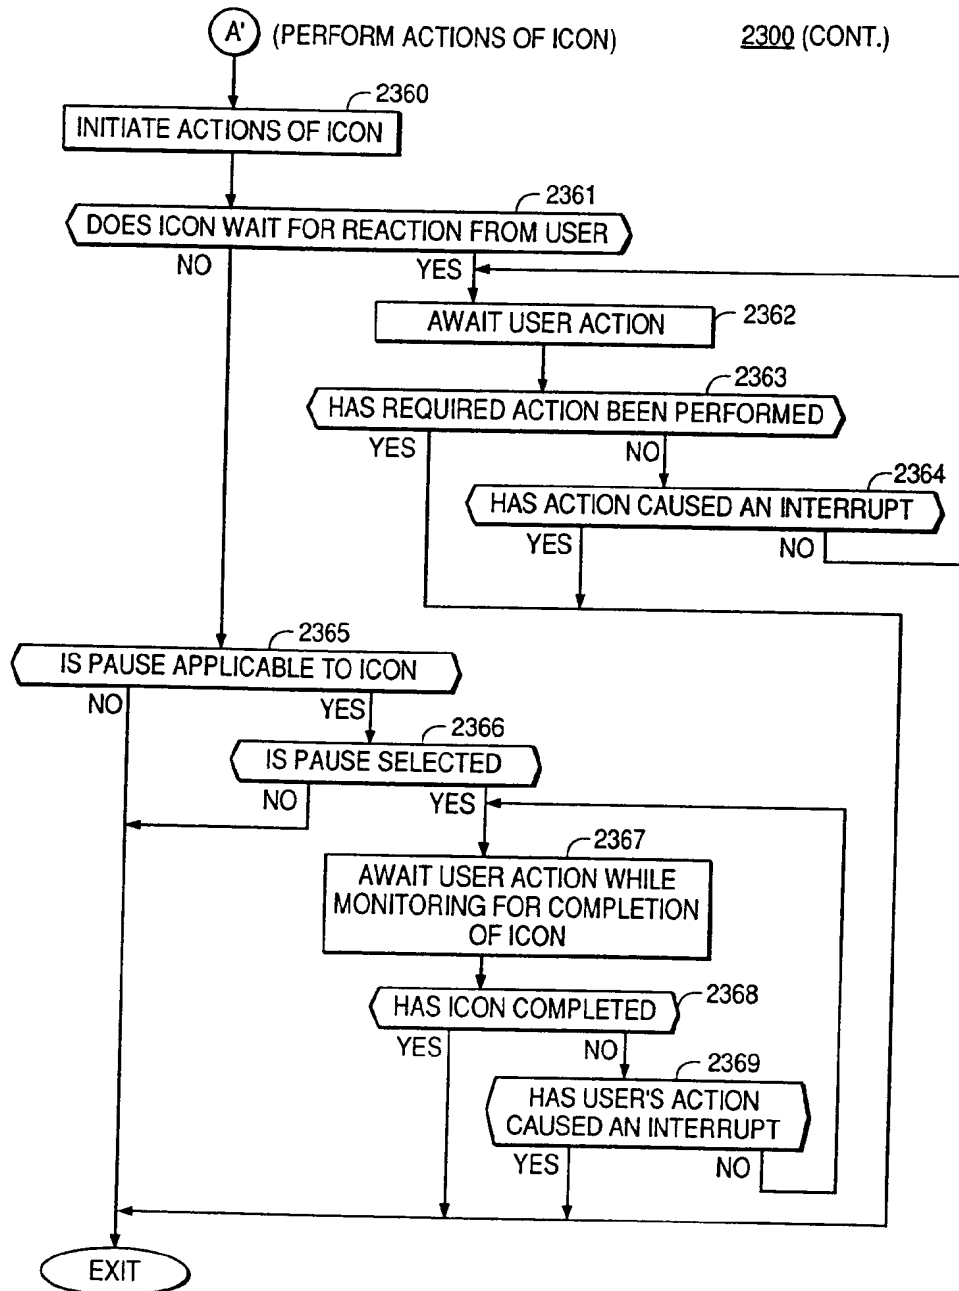 A' (PERFORM ACTIONS OF ICON) 2300 (CONT.)
2360
INITIATE ACTIONS OF ICON
2361
DOES ICON WAIT FOR REACTION FROM USER
NO YES
AWAIT USER ACTION 2362
2363
HAS REQUIRED ACTION BEEN PERFORMED
YES NO
2364
HAS ACTION CAUSED AN INTERRUPT
YES NO
2365
IS PAUSE APPLICABLE TO ICON
NO YES
2366
IS PAUSE SELECTED
NO YES
2367
AWAIT USER ACTION WHILE
MONITORING FOR COMPLETION
OF ICON
HAS ICON COMPLETED 2368
YES NO
2369
HAS USER'S ACTION
CAUSED AN INTERRUPT
YES NO
EXIT